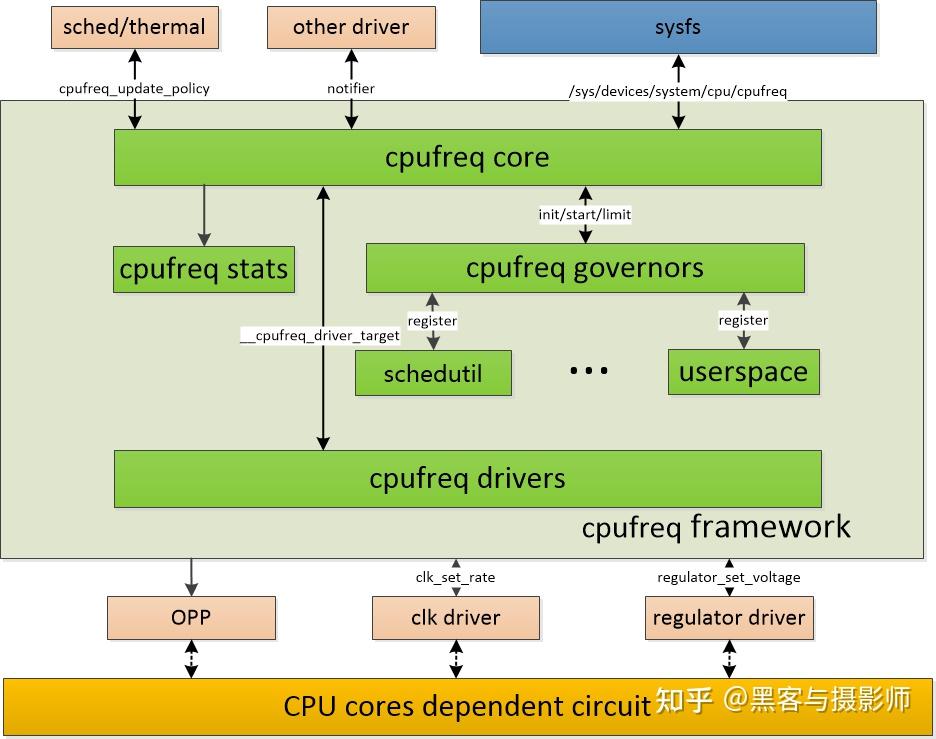 sched/thermal
other driver
sysfs
cpufreq_update_policy
notifier
/sys/devices/system/cpu/cpufreq
cpufreq core
init/start/limit
cpufreq stats
cpufreq governors
register
register
__cpufreq_driver_target
schedutil
...
userspace
cpufreq drivers
cpufreq framework
clk_set_rate
regulator_set_voltage
OPP
clk driver
regulator driver
CPU cores dependent circuit
知乎 @黑客与摄影师